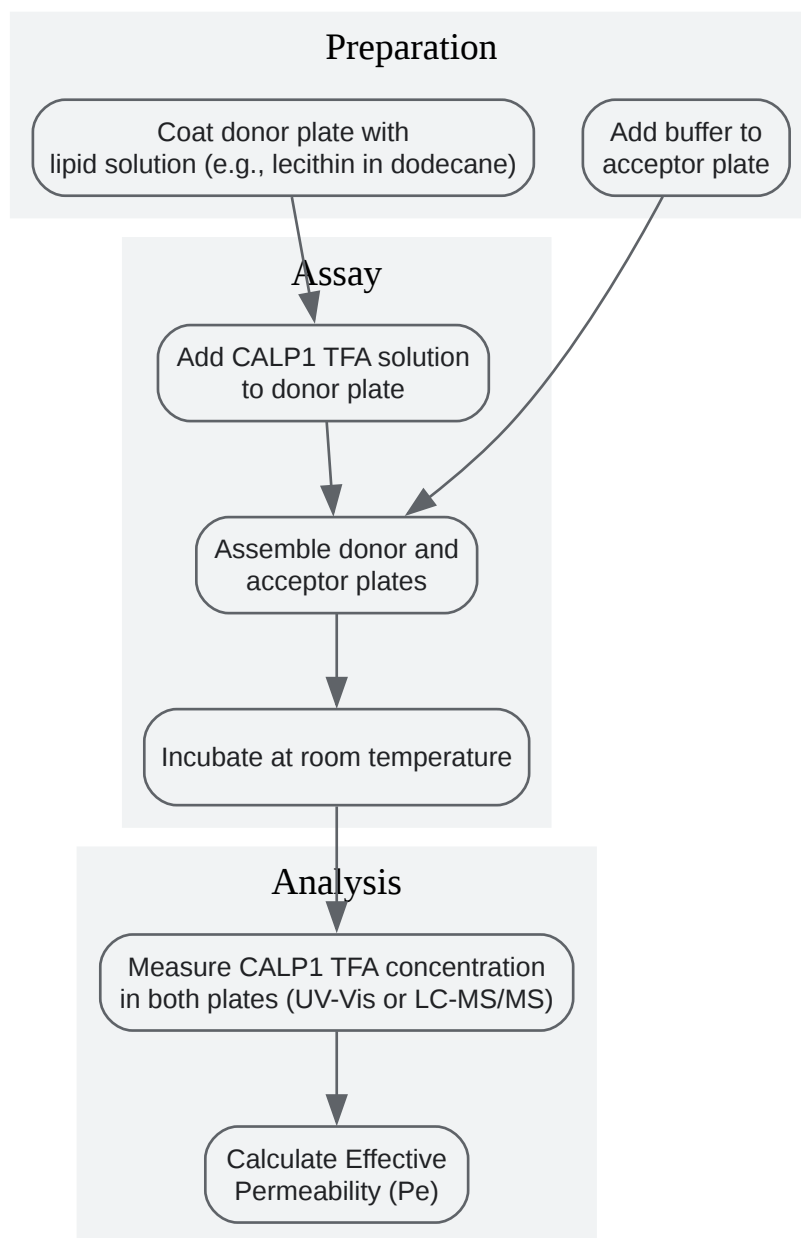 Preparation
Coat donor plate with
lipid solution (e.g., lecithin in dodecane)
Add buffer to
acceptor plate
Assay
Add CALP1 TFA solution
to donor plate
Assemble donor and
acceptor plates
Incubate at room temperature
Analysis
Measure CALP1 TFA concentration
in both plates (UV-Vis or LC-MS/MS)
Calculate Effective
Permeability (Pe)